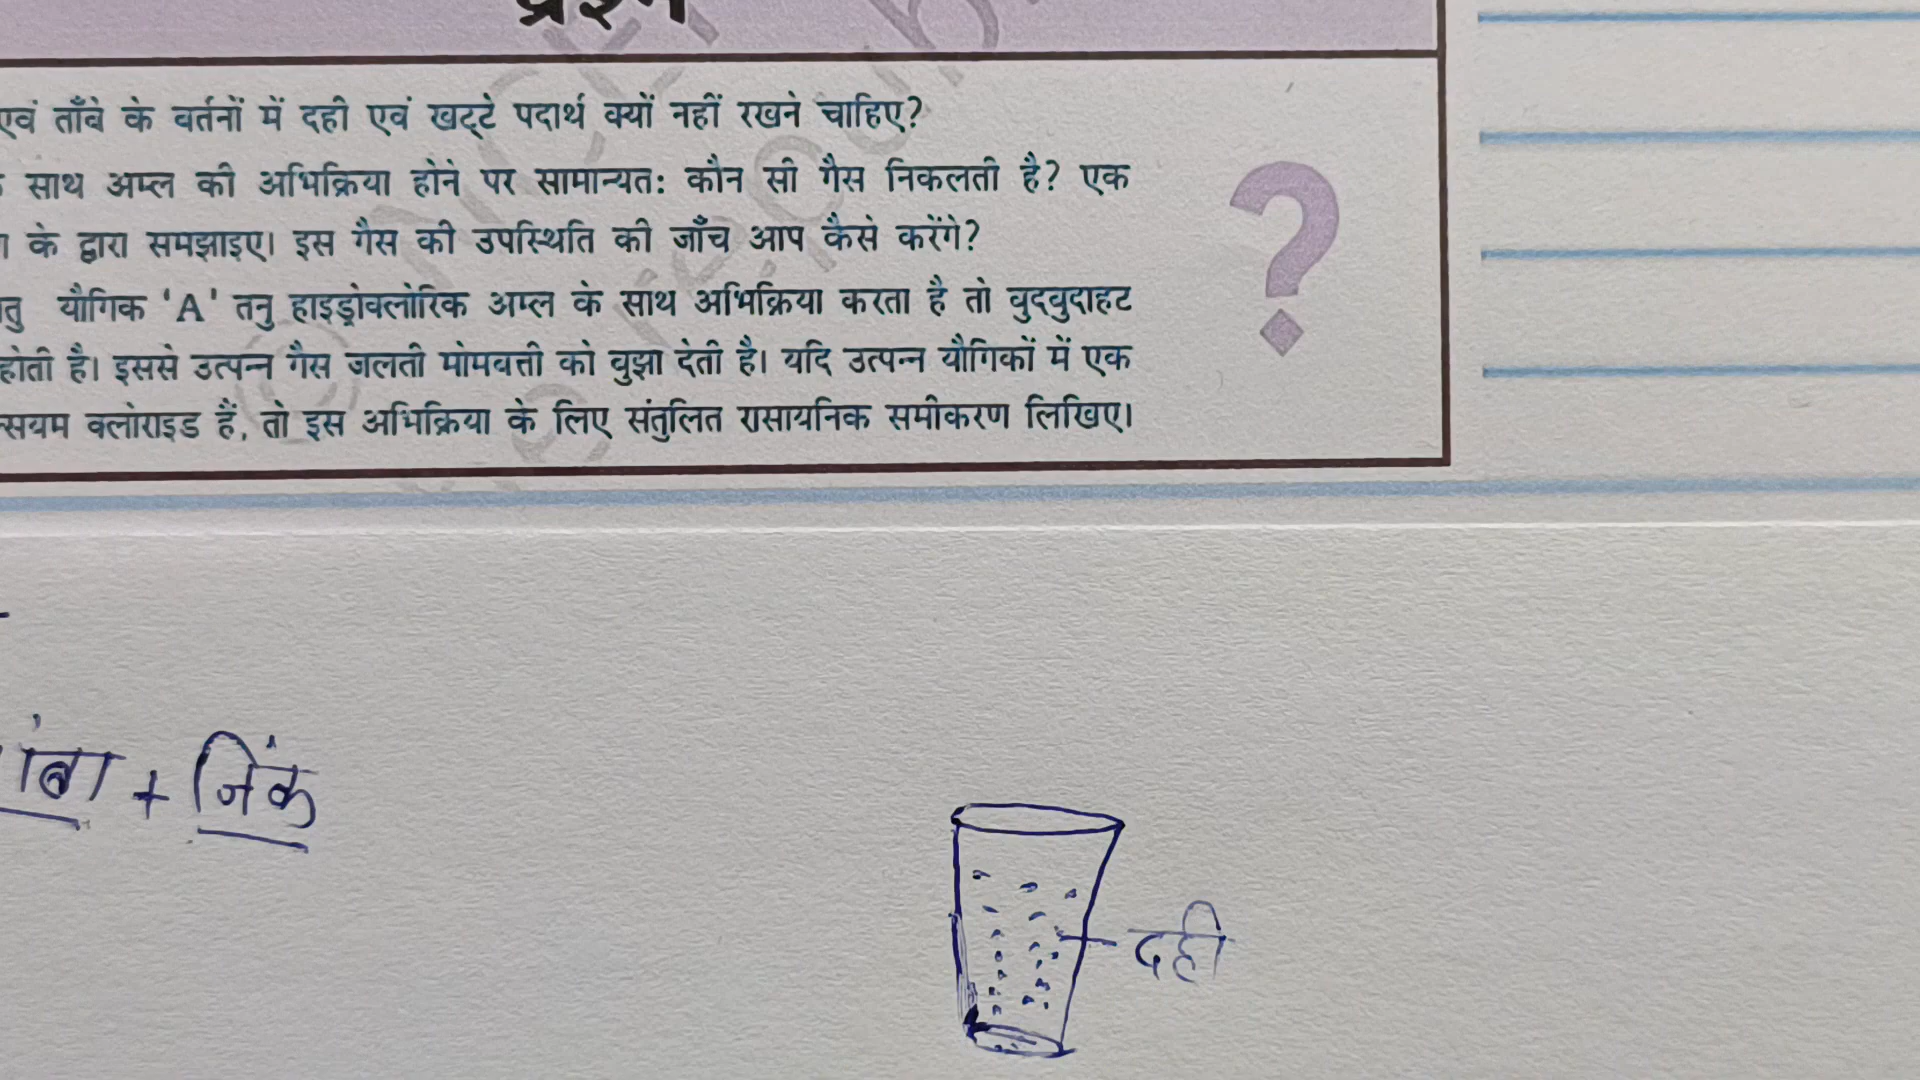 प्रश्न
एवं ताँबे के बर्तनों में दही एवं खट्टे पदार्थ क्यों नहीं रखने चाहिए?
साथ अम्ल की अभिक्रिया होने पर सामान्यतः कौन सी गैस निकलती है? एक
के द्वारा समझाइए। इस गैस की उपस्थिति की जाँच आप कैसे करेंगे?
तु यौगिक 'A' तनु हाइड्रोक्लोरिक अम्ल के साथ अभिक्रिया करता है तो बुदबुदाहट
होती है। इससे उत्पन्न गैस जलती मोमबत्ती को बुझा देती है। यदि उत्पन्न यौगिकों में एक
ल्सियम क्लोराइड हैं, तो इस अभिक्रिया के लिए संतुलित रासायनिक समीकरण लिखिए।
ांबा + जिंक
दही